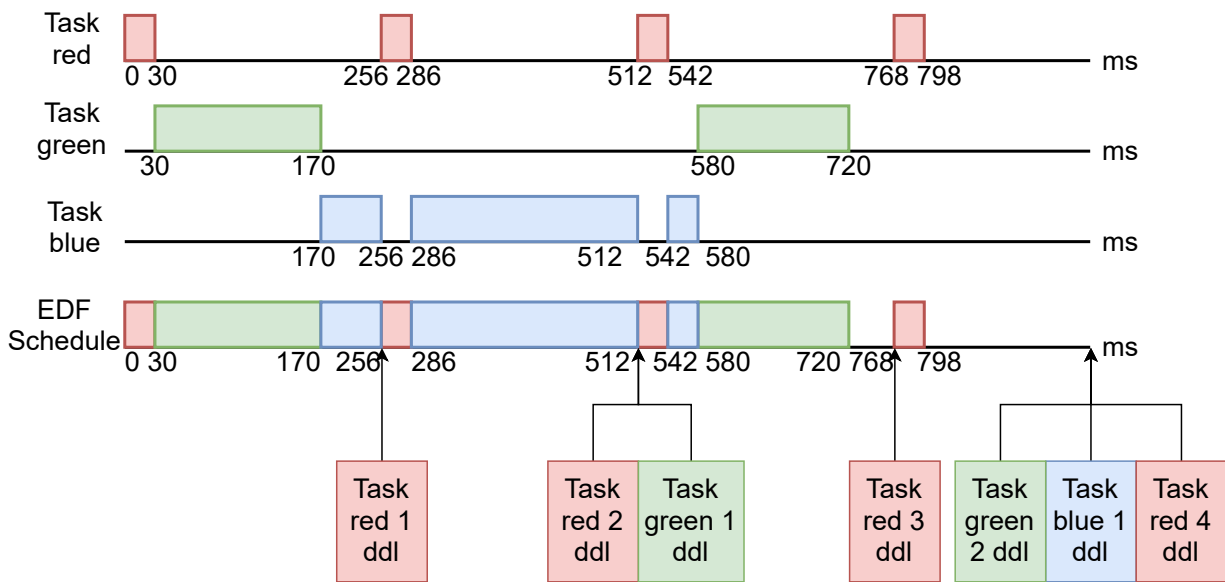 Task
red
0 30 256 286 512 542 768 798 ms
Task
green
30 170 580 720 ms
Task
blue
170 256 286 512 542 580 ms
EDF
Schedule
0 30 170 256 286 512 542 580 720 768 798 ms
Task
red 1
ddl
Task
red 2
ddl
Task
green 1
ddl
Task
red 3
ddl
Task
green
2 ddl
Task
blue 1
ddl
Task
red 4
ddl